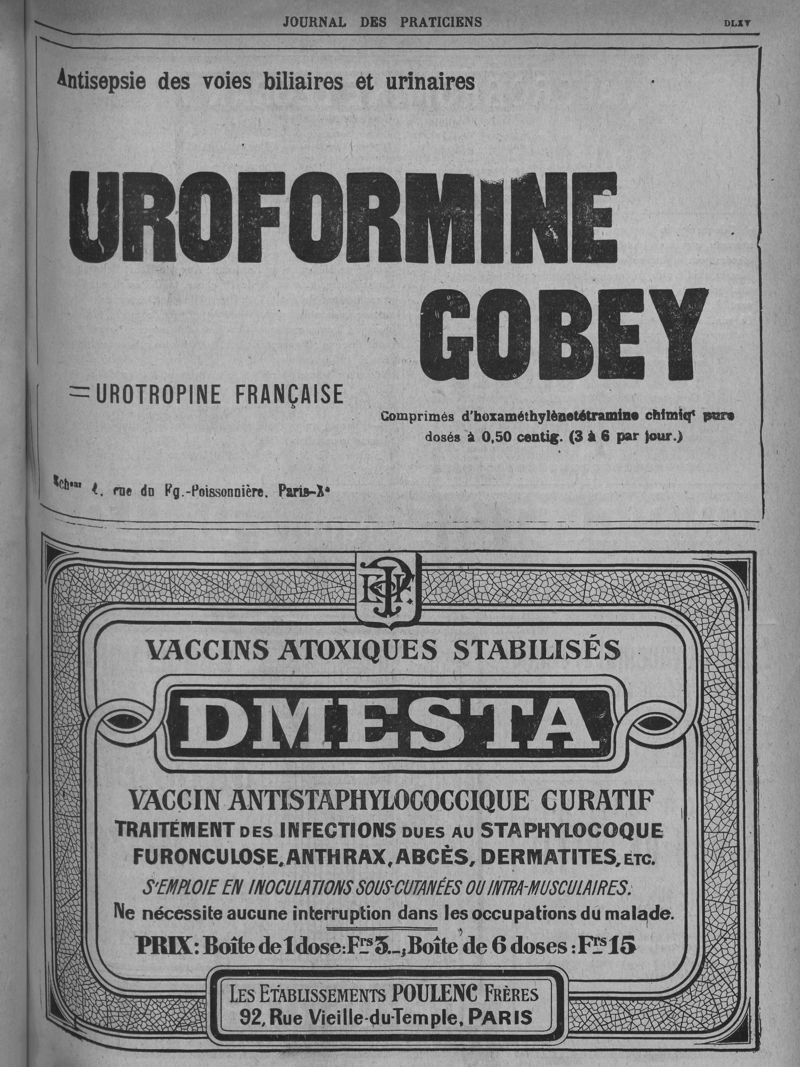 JOURNAL DES PRATICIENS
DLXV
Antisepsie des voies biliaires et urinaires
UROFORMINE
GOBEY
=UROTROPINE FRANÇAISE
Comprimés d'hexaméthylènetétramine chimiqt pure
dosés à 0,50 centig. (3 à 6 par jour.)
4, rue du Fg.-Poissonnière, Paris-Xe
VACCINS ATOXIQUES STABILISÉS
DMESTA
VACCIN ANTISTAPHYLOCOCCIQUE CURATIF
TRAITEMENT DES INFECTIONS DUES AU STAPHYLOCOQUE
FURONCULOSE, ANTHRAX, ABCÈS, DERMATITES, ETC.
S'EMPLOIE EN INOCULATIONS SOUS-CUTANÉES OU INTRA-MUSCULAIRES.
Ne nécessite aucune interruption dans les occupations du malade.
PRIX: Boîte de 1 dose: Frs 3._; Boîte de 6 doses: Frs 15
LES ÉTABLISSEMENTS POULENC FRÈRES
92, Rue Vieille-du-Temple, PARIS